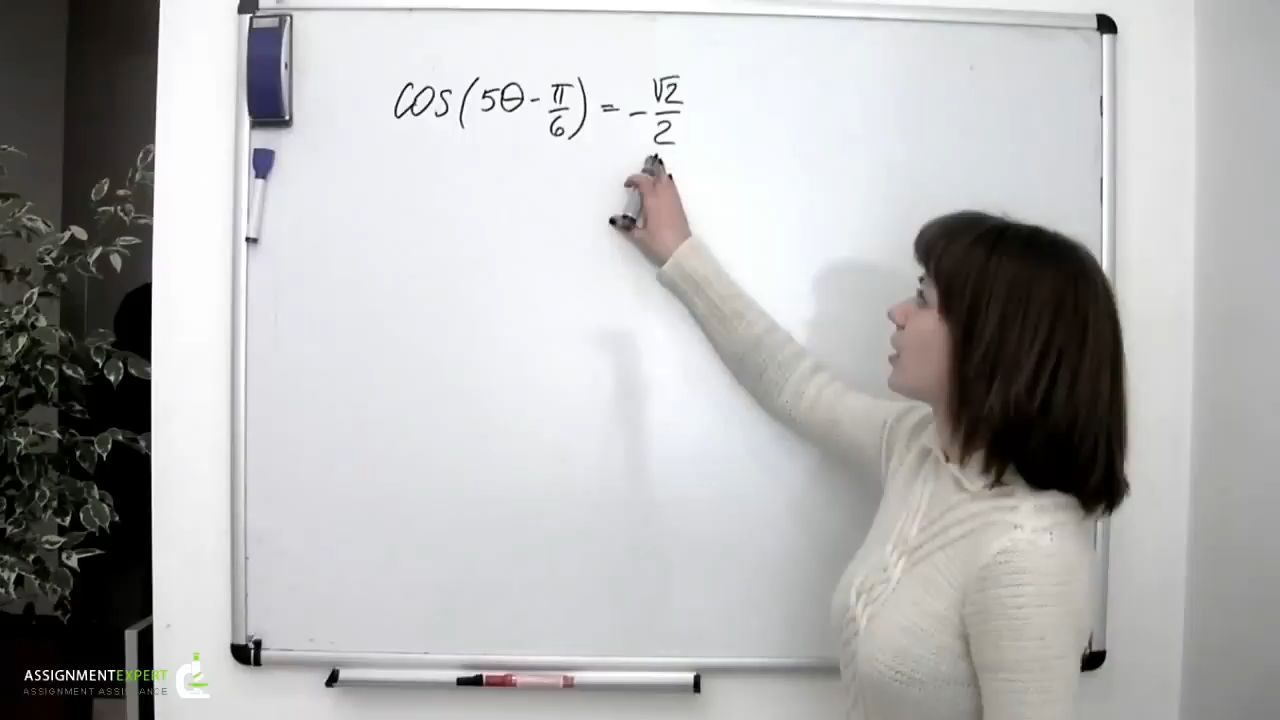 cos(5θ - π/6) = - √2/2
ASSIGNMENTEXPERT
ASSIGNMENT ASSISTANCE